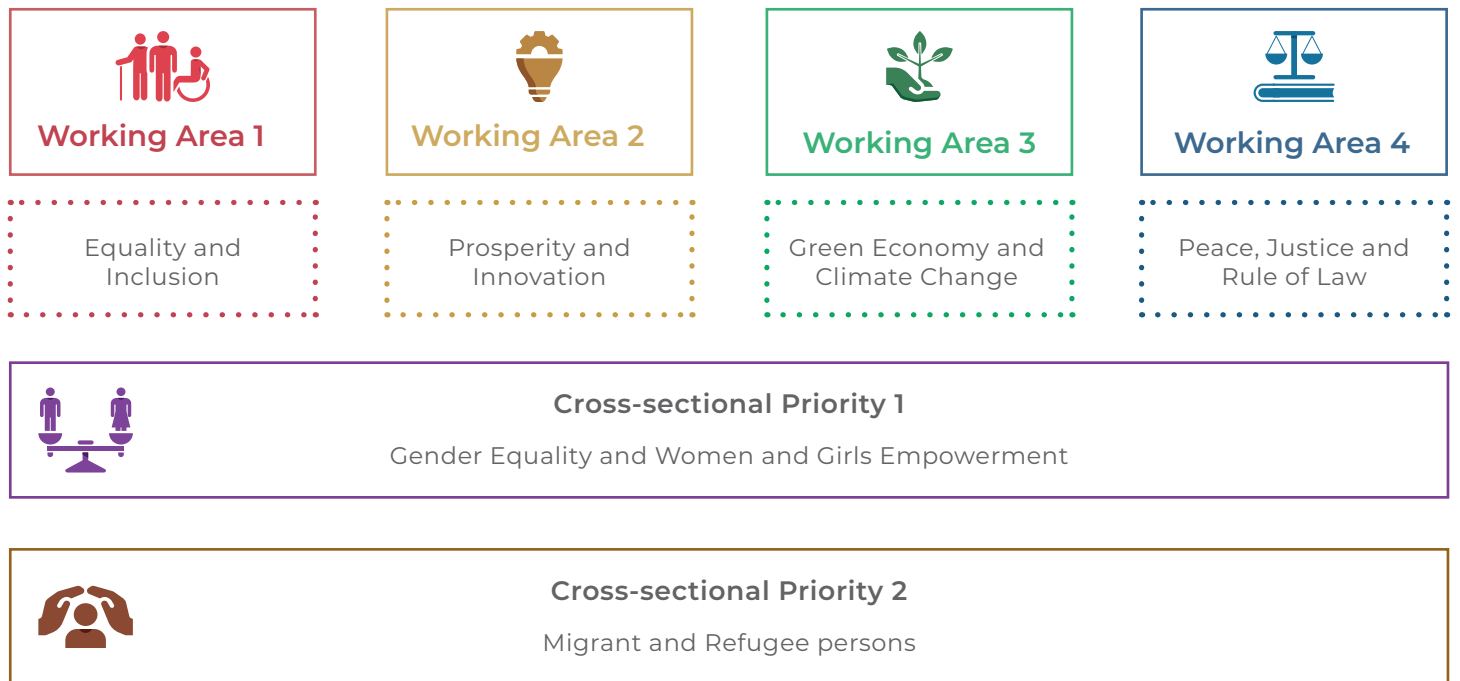 Working Area 1
Working Area 2
Working Area 3
Working Area 4
Equality and
Inclusion
Prosperity and
Innovation
Green Economy and
Climate Change
Peace, Justice and
Rule of Law
Cross-sectional Priority 1
Gender Equality and Women and Girls Empowerment
Cross-sectional Priority 2
Migrant and Refugee persons